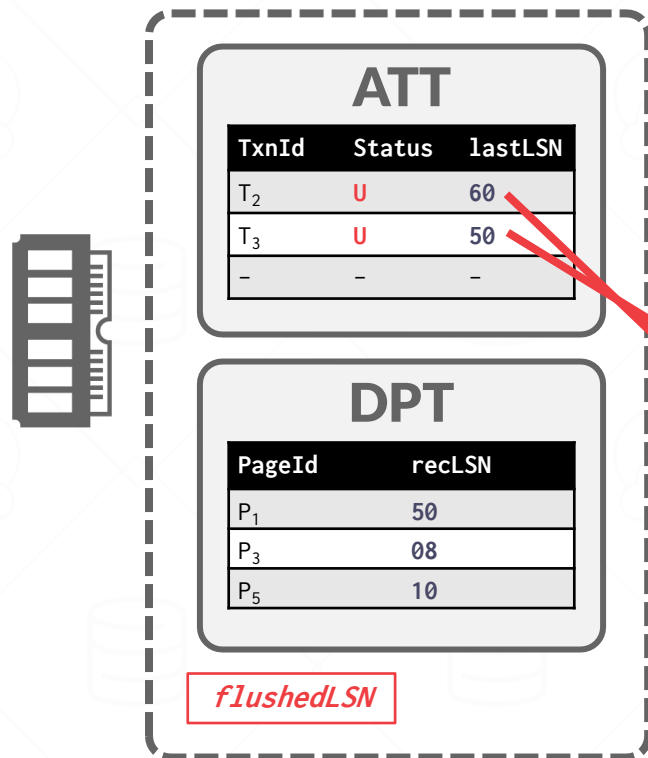 ATT
TxnId Status lastLSN
T₂ U 60
T₃ U 50
– – –
DPT
PageId recLSN
P₁ 50
P₃ 08
P₅ 10
flushedLSN